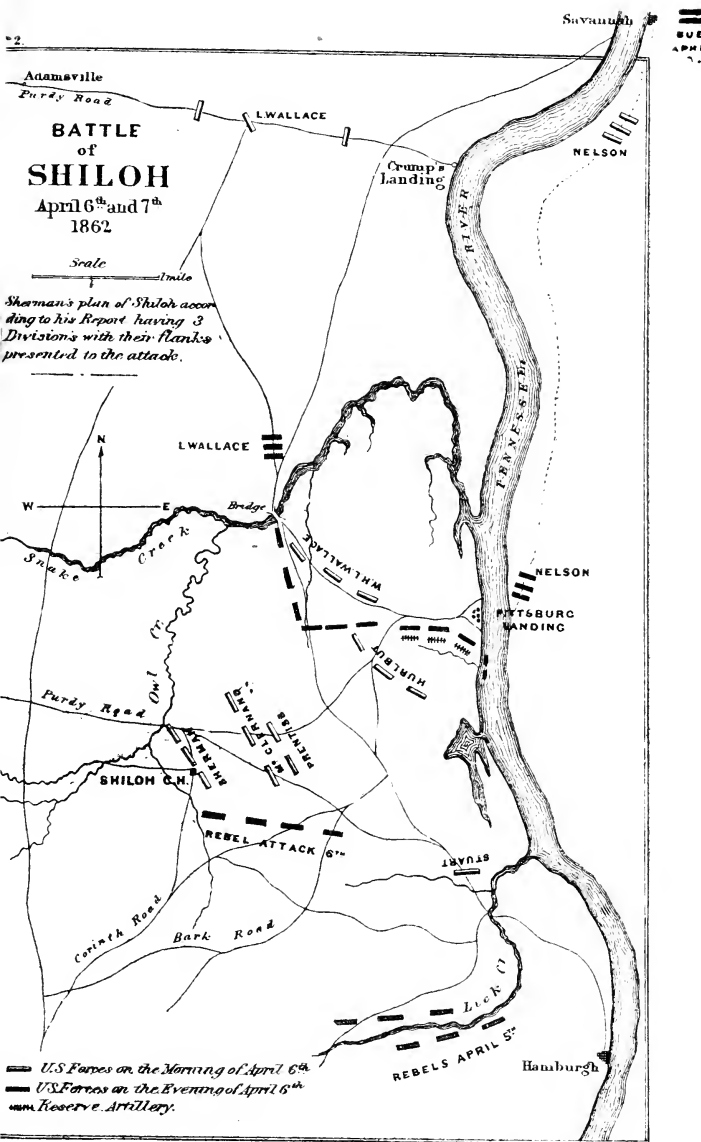 Savannah
2.
Adamsville
Purdy Road
L.WALLACE
BATTLE
of
SHILOH
April 6th and 7th
1862
Scale
1 mile
Sherman's plan of Shiloh accor
ding to his Report having 3
Divisions with their flanks
presented to the attack.
NELSON
Crump's
Landing
RIVER
TENNESSEE
N
W
E
L.WALLACE
Bridge
Snake Creek
W.H.L.WALLACE
NELSON
PITTSBURG
LANDING
HURLBUT
Owl Cr.
Purdy Road
McCLERNAND
PRENTISS
SHERMAN
SHILOH C.H.
REBEL ATTACK 6TH
STUART
Corinth Road
Bark Road
Lick Cr
REBELS APRIL 5TH
Hamburgh
U.S Forces on the Morning of April 6th
U.S Forces on the Evening of April 6th
Reserve Artillery.